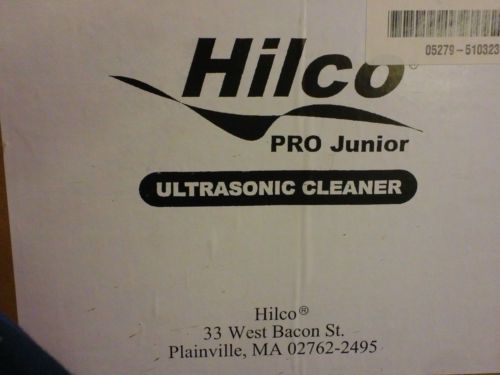 05279-510323
Hilco®
PRO Junior
ULTRASONIC CLEANER
Hilco®
33 West Bacon St.
Plainville, MA 02762-2495